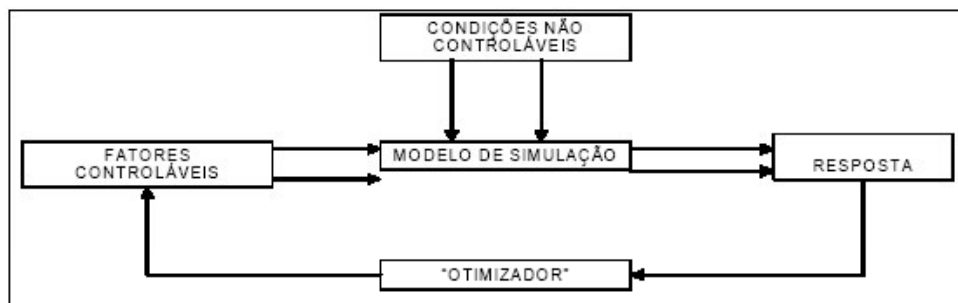 CONDIÇÕES NÃO
CONTROLÁVEIS
FATORES
CONTROLÁVEIS
MODELO DE SIMULAÇÃO
RESPOSTA
"OTIMIZADOR"